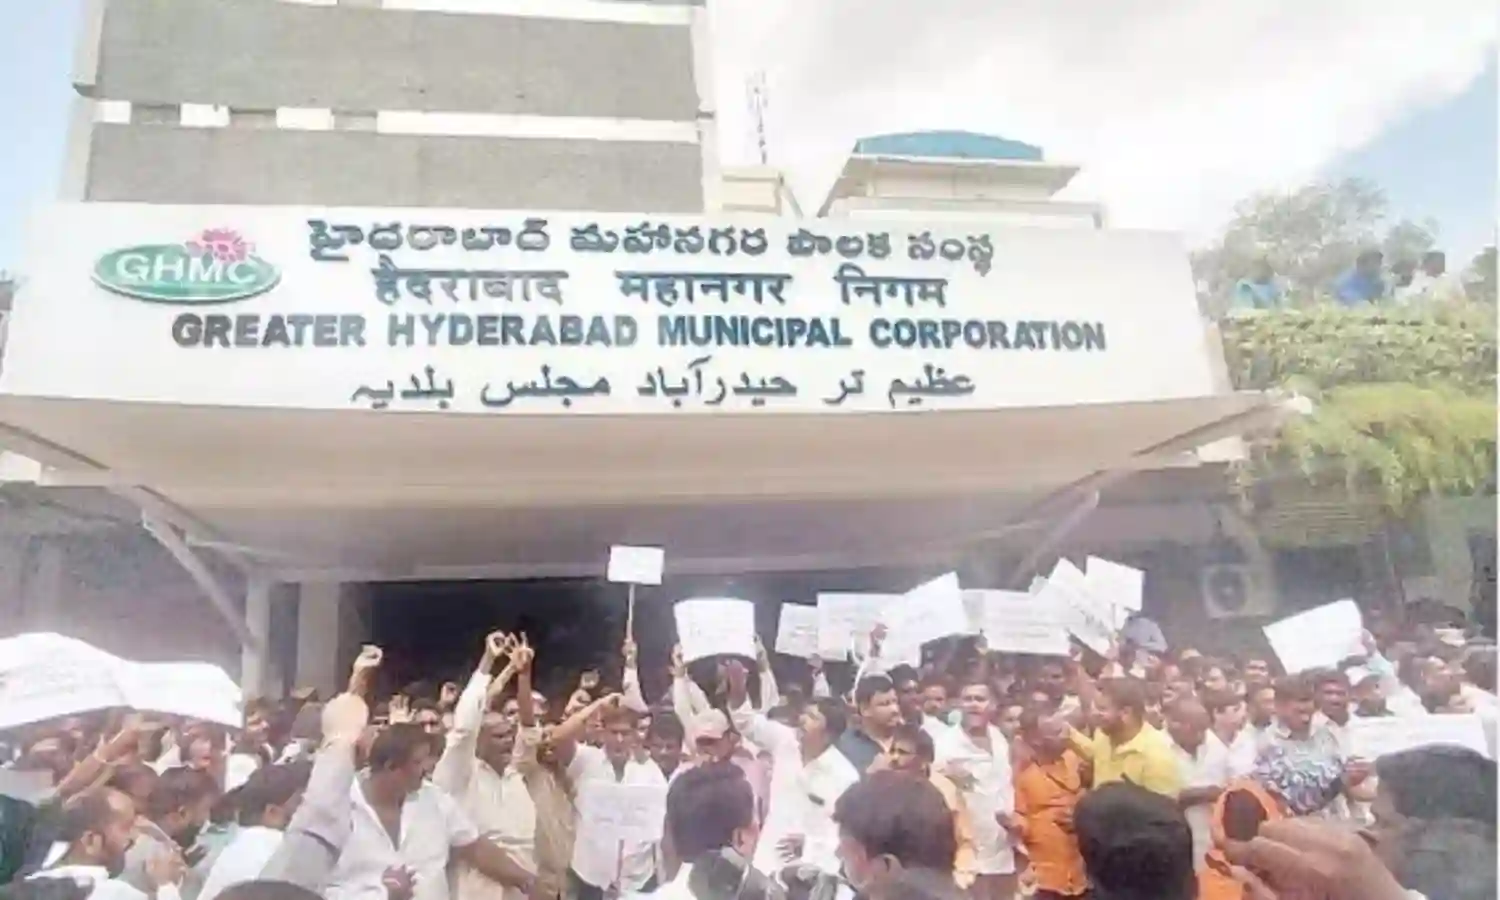 GHMC
హైదరాబాద్ మహానగర పాలక సంస్థ
हैदराबाद महानगर निगम
GREATER HYDERABAD MUNICIPAL CORPORATION
عظیم تر حیدرآباد مجلس بلدیہ